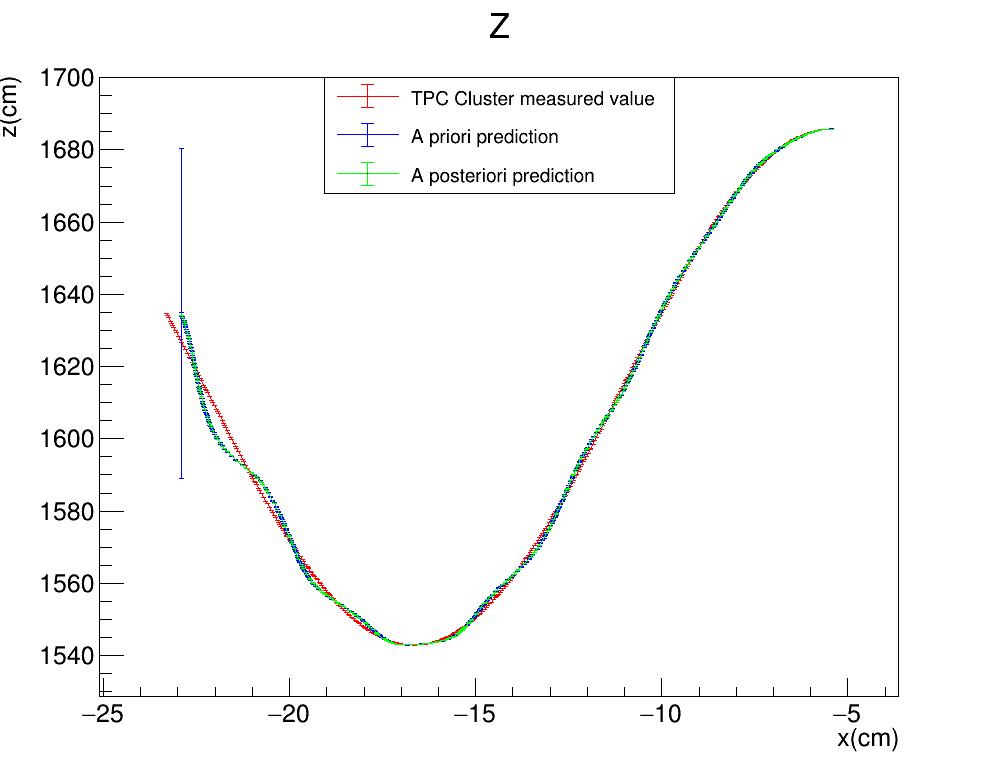 Z
z(cm)
1700
1680
1660
1640
1620
1600
1580
1560
1540
TPC Cluster measured value
A priori prediction
A posteriori prediction
−25
−20
−15
−10
−5
x(cm)